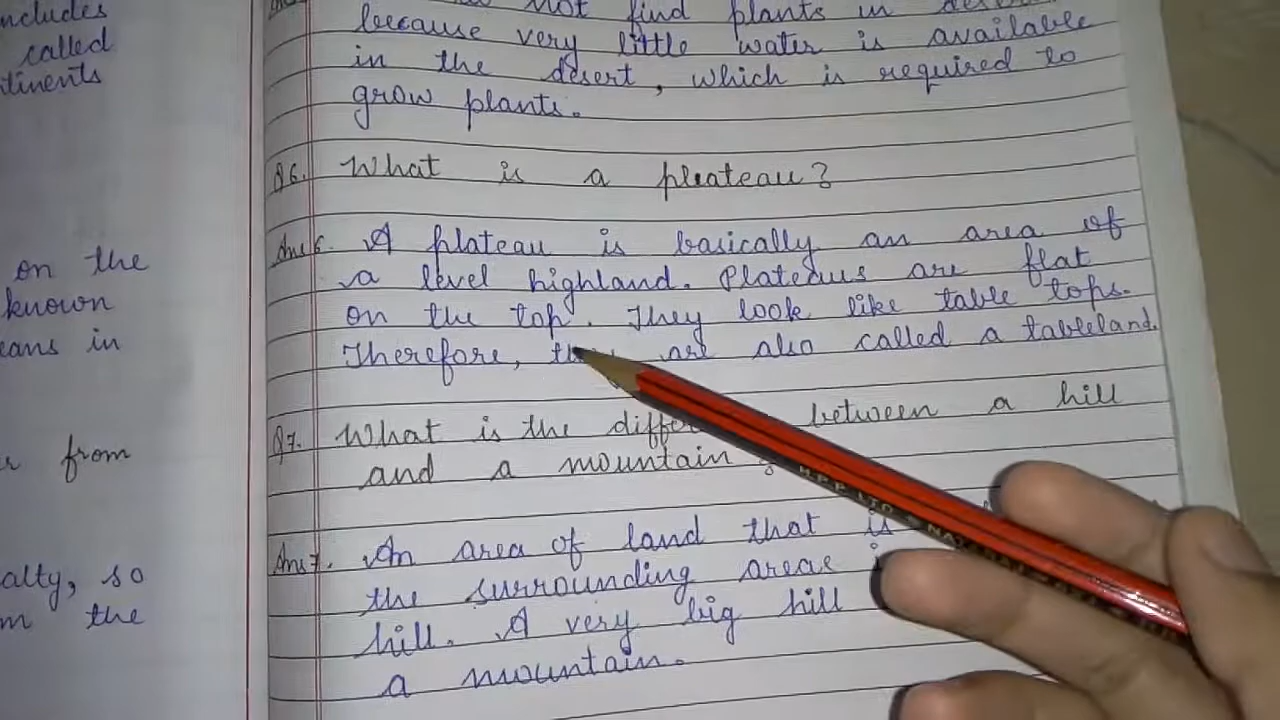 ncludes
called
tinents
on the
known
eans in
from
alty, so
m the
not find plants in
because very little water is available
in the desert, which is required to
grow plants.
Q6. What is a plateau?
Ans6. A plateau is basically an area of
a level highland. Plateaus are flat
on the top. They look like table tops.
Therefore, are also called a tableland.
Q7. What is the between a hill
and a mountain
Ans7. An area of land that is
the surrounding areas
hill. A very big hill
a mountain.